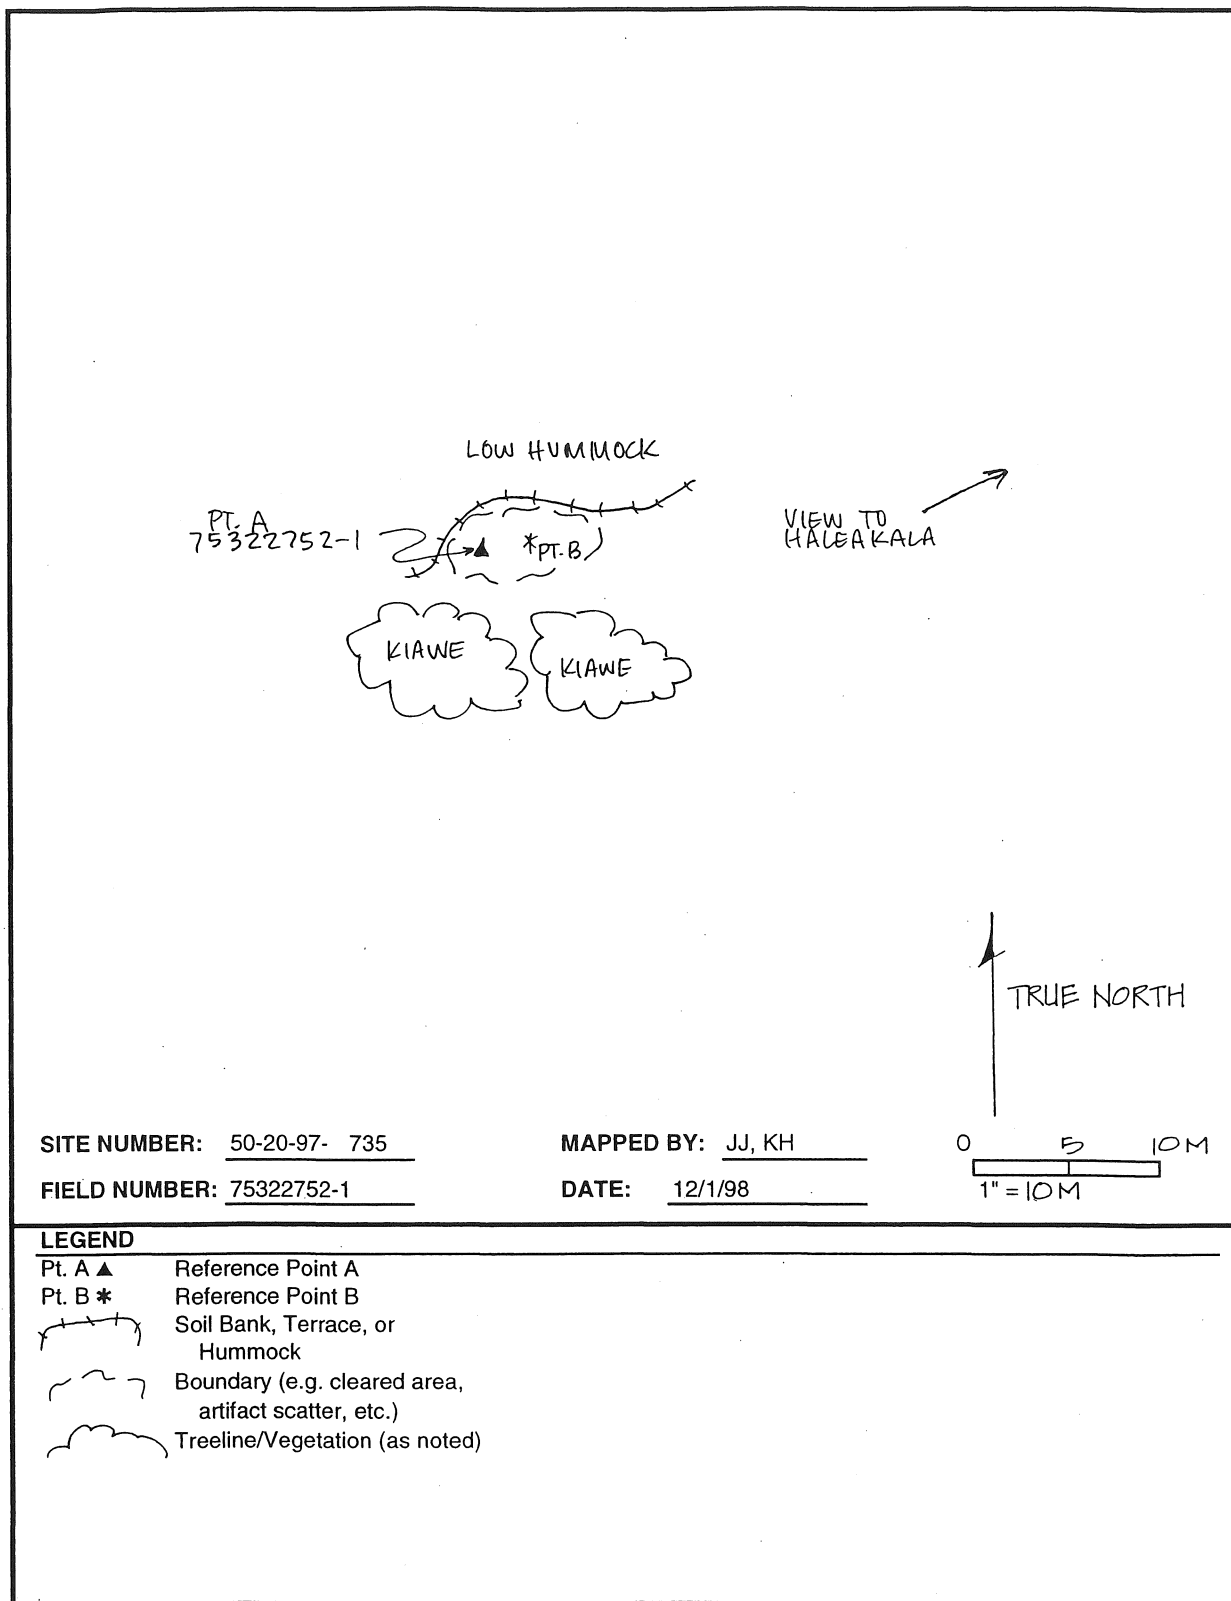 LOW HUMMOCK
PT. A
75322752-1
*PT. B
VIEW TO
HALEAKALA
KIAWE
KIAWE
TRUE NORTH
SITE NUMBER: 50-20-97- 735
MAPPED BY: JJ, KH
0 5 10M
FIELD NUMBER: 75322752-1
DATE: 12/1/98
1" = 10M
LEGEND
Pt. A ▲ Reference Point A
Pt. B * Reference Point B
Soil Bank, Terrace, or
Hummock
Boundary (e.g. cleared area,
artifact scatter, etc.)
Treeline/Vegetation (as noted)